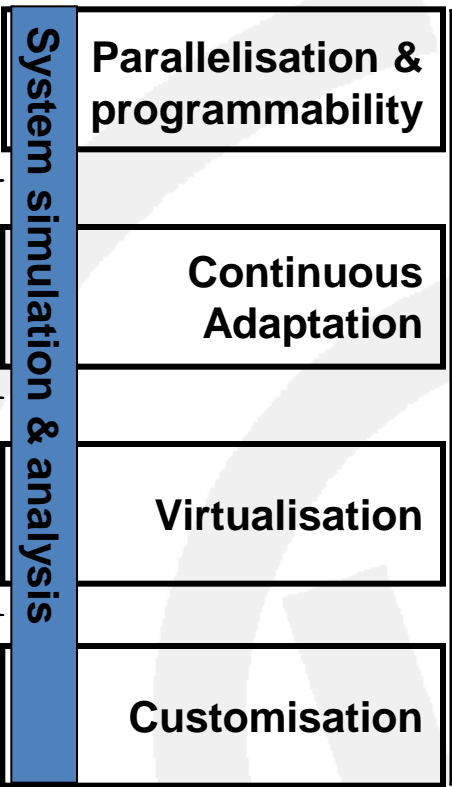 System simulation & analysis
Parallelisation &
programmability
Continuous
Adaptation
Virtualisation
Customisation